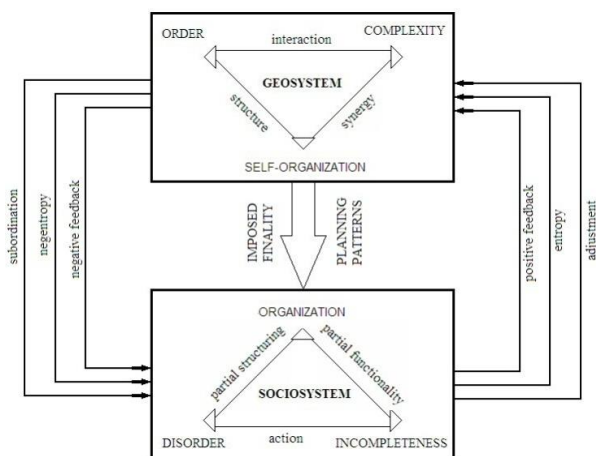 ORDER
COMPLEXITY
interaction
GEOSYSTEM
structure
synergy
SELF-ORGANIZATION
subordination
negentropy
negative feedback
IMPOSED
FINALITY
PLANNING
PATTERNS
positive feedback
entropy
adiustment
ORGANIZATION
partial structuring
partial functionality
SOCIOSYSTEM
DISORDER
action
INCOMPLETENESS